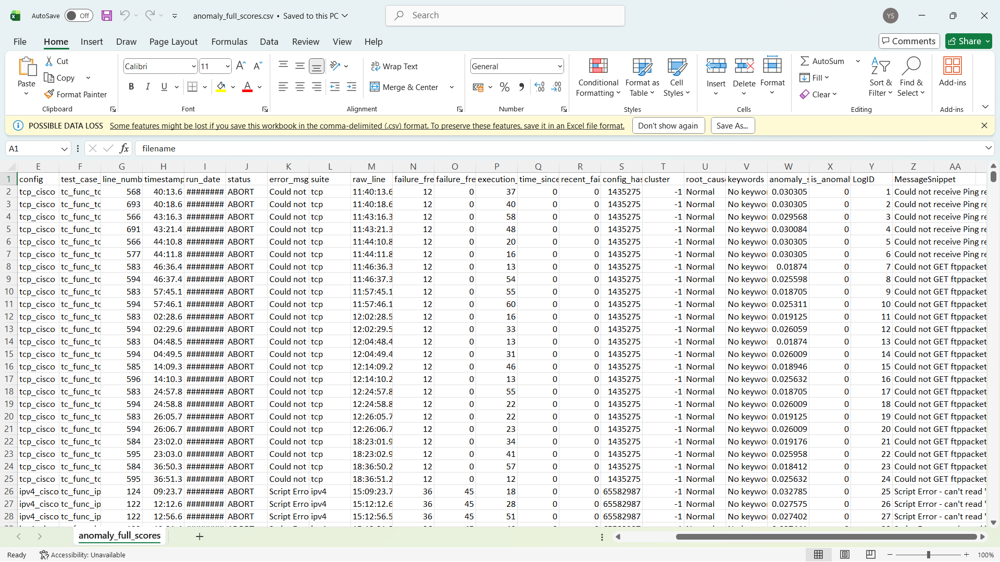 AutoSave Off anomaly_full_scores.csv • Saved to this PC Search YS
File Home Insert Draw Page Layout Formulas Data Review View Help Comments Share
Paste Cut Copy Format Painter Clipboard
Calibri 11 B I U A Font
Wrap Text Merge & Center Alignment
General % Number
Conditional Formatting Format as Table Cell Styles Styles
Insert Delete Format Cells
AutoSum Fill Clear Sort & Filter Find & Select Editing
Add-ins Add-ins
POSSIBLE DATA LOSS Some features might be lost if you save this workbook in the comma-delimited (.csv) format. To preserve these features, save it in an Excel file format. Don't show again Save As...
A1 fx filename
E F G H I J K L M N O P Q R S T U V W X Y Z AA
1 config test_case_ line_numb timestamp run_date status error_msg suite raw_line failure_fre failure_fre execution_ time_since recent_fai config_has cluster root_cause keywords anomaly_s is_anomal LogID MessageSnippet
2 tcp_cisco tc_func_tc 568 40:13.6 ######## ABORT Could not tcp 11:40:13.6 12 0 37 0 0 1435275 -1 Normal No keywor 0.030305 0 1 Could not receive Ping re
3 tcp_cisco tc_func_tc 693 40:18.6 ######## ABORT Could not tcp 11:40:18.6 12 0 40 0 0 1435275 -1 Normal No keywor 0.030305 0 2 Could not receive Ping re
4 tcp_cisco tc_func_tc 566 43:16.3 ######## ABORT Could not tcp 11:43:16.3 12 0 58 0 0 1435275 -1 Normal No keywor 0.029568 0 3 Could not receive Ping re
5 tcp_cisco tc_func_tc 691 43:21.4 ######## ABORT Could not tcp 11:43:21.3 12 0 48 0 0 1435275 -1 Normal No keywor 0.030084 0 4 Could not receive Ping re
6 tcp_cisco tc_func_tc 566 44:10.8 ######## ABORT Could not tcp 11:44:10.8 12 0 20 0 0 1435275 -1 Normal No keywor 0.030305 0 5 Could not receive Ping re
7 tcp_cisco tc_func_tc 577 44:11.8 ######## ABORT Could not tcp 11:44:11.8 12 0 16 0 0 1435275 -1 Normal No keywor 0.030305 0 6 Could not receive Ping re
8 tcp_cisco tc_func_tc 583 46:36.4 ######## ABORT Could not tcp 11:46:36.3 12 0 13 0 0 1435275 -1 Normal No keywor 0.01874 0 7 Could not GET ftppacket
9 tcp_cisco tc_func_tc 594 46:37.4 ######## ABORT Could not tcp 11:46:37.3 12 0 54 0 0 1435275 -1 Normal No keywor 0.025598 0 8 Could not GET ftppacket
10 tcp_cisco tc_func_tc 583 57:45.1 ######## ABORT Could not tcp 11:57:45.1 12 0 55 0 0 1435275 -1 Normal No keywor 0.018705 0 9 Could not GET ftppacket
11 tcp_cisco tc_func_tc 594 57:46.1 ######## ABORT Could not tcp 11:57:46.1 12 0 60 0 0 1435275 -1 Normal No keywor 0.025311 0 10 Could not GET ftppacket
12 tcp_cisco tc_func_tc 583 02:28.6 ######## ABORT Could not tcp 12:02:28.5 12 0 16 0 0 1435275 -1 Normal No keywor 0.019125 0 11 Could not GET ftppacket
13 tcp_cisco tc_func_tc 594 02:29.6 ######## ABORT Could not tcp 12:02:29.5 12 0 33 0 0 1435275 -1 Normal No keywor 0.026059 0 12 Could not GET ftppacket
14 tcp_cisco tc_func_tc 583 04:48.5 ######## ABORT Could not tcp 12:04:48.4 12 0 13 0 0 1435275 -1 Normal No keywor 0.01874 0 13 Could not GET ftppacket
15 tcp_cisco tc_func_tc 594 04:49.5 ######## ABORT Could not tcp 12:04:49.4 12 0 31 0 0 1435275 -1 Normal No keywor 0.026009 0 14 Could not GET ftppacket
16 tcp_cisco tc_func_tc 585 14:09.3 ######## ABORT Could not tcp 12:14:09.2 12 0 46 0 0 1435275 -1 Normal No keywor 0.018946 0 15 Could not GET ftppacket
17 tcp_cisco tc_func_tc 596 14:10.3 ######## ABORT Could not tcp 12:14:10.2 12 0 13 0 0 1435275 -1 Normal No keywor 0.025632 0 16 Could not GET ftppacket
18 tcp_cisco tc_func_tc 583 24:57.8 ######## ABORT Could not tcp 12:24:57.8 12 0 55 0 0 1435275 -1 Normal No keywor 0.018705 0 17 Could not GET ftppacket
19 tcp_cisco tc_func_tc 594 24:58.8 ######## ABORT Could not tcp 12:24:58.8 12 0 22 0 0 1435275 -1 Normal No keywor 0.026009 0 18 Could not GET ftppacket
20 tcp_cisco tc_func_tc 583 26:05.7 ######## ABORT Could not tcp 12:26:05.7 12 0 22 0 0 1435275 -1 Normal No keywor 0.019125 0 19 Could not GET ftppacket
21 tcp_cisco tc_func_tc 594 26:06.7 ######## ABORT Could not tcp 12:26:06.7 12 0 23 0 0 1435275 -1 Normal No keywor 0.026009 0 20 Could not GET ftppacket
22 tcp_cisco tc_func_tc 584 23:02.0 ######## ABORT Could not tcp 18:23:01.9 12 0 34 0 0 1435275 -1 Normal No keywor 0.019176 0 21 Could not GET ftppacket
23 tcp_cisco tc_func_tc 595 23:03.0 ######## ABORT Could not tcp 18:23:02.9 12 0 41 0 0 1435275 -1 Normal No keywor 0.025958 0 22 Could not GET ftppacket
24 tcp_cisco tc_func_tc 584 36:50.3 ######## ABORT Could not tcp 18:36:50.2 12 0 57 0 0 1435275 -1 Normal No keywor 0.018412 0 23 Could not GET ftppacket
25 tcp_cisco tc_func_tc 595 36:51.3 ######## ABORT Could not tcp 18:36:51.2 12 0 12 0 0 1435275 -1 Normal No keywor 0.025632 0 24 Could not GET ftppacket
26 ipv4_cisco tc_func_ip 124 09:23.7 ######## ABORT Script Erro ipv4 15:09:23.7 36 45 18 0 0 65582987 -1 Normal No keywor 0.032785 0 25 Script Error - can't read '
27 ipv4_cisco tc_func_ip 122 12:12.6 ######## ABORT Script Erro ipv4 15:12:12.6 36 45 28 0 0 65582987 -1 Normal No keywor 0.027575 0 26 Script Error - can't read '
28 ipv4_cisco tc_func_ip 122 12:56.6 ######## ABORT Script Erro ipv4 15:12:56.5 36 45 51 0 0 65582987 -1 Normal No keywor 0.027402 0 27 Script Error - can't read '
anomaly_full_scores
Ready Accessibility: Unavailable 100%